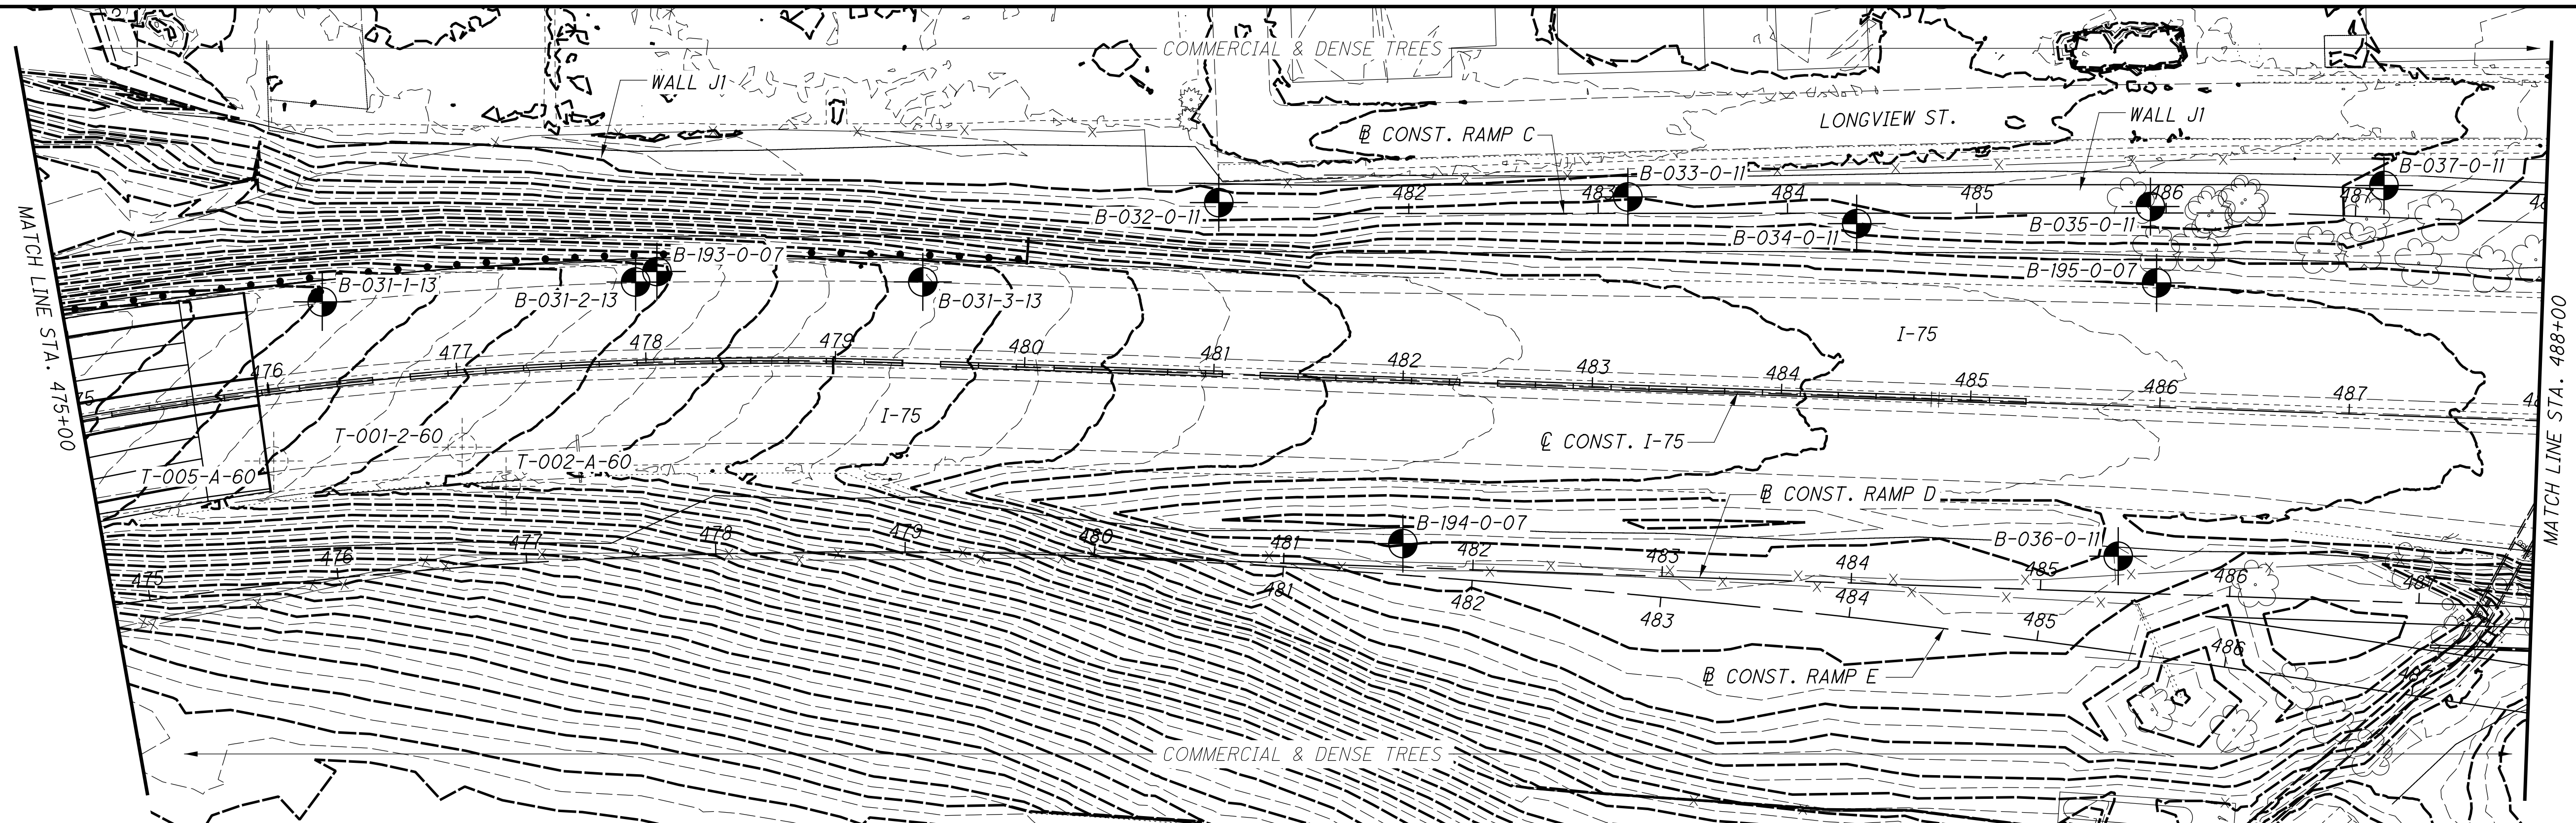 COMMERCIAL & DENSE TREES
WALL J1
LONGVIEW ST.
WALL J1
℄ CONST. RAMP C
B-033-0-11
B-037-0-11
482
483
484
485
486
487
B-032-0-11
B-034-0-11
B-035-0-11
MATCH LINE STA. 475+00
B-193-0-07
B-031-1-13
B-031-2-13
B-031-3-13
B-195-0-07
MATCH LINE STA. 488+00
I-75
476
477
478
479
480
481
482
483
484
485
486
487
I-75
T-001-2-60
T-002-A-60
T-005-A-60
℄ CONST. I-75
℄ CONST. RAMP D
B-194-0-07
B-036-0-11
475
476
477
478
479
480
481
482
483
484
485
486
487
481
482
483
484
485
486
487
℄ CONST. RAMP E
COMMERCIAL & DENSE TREES